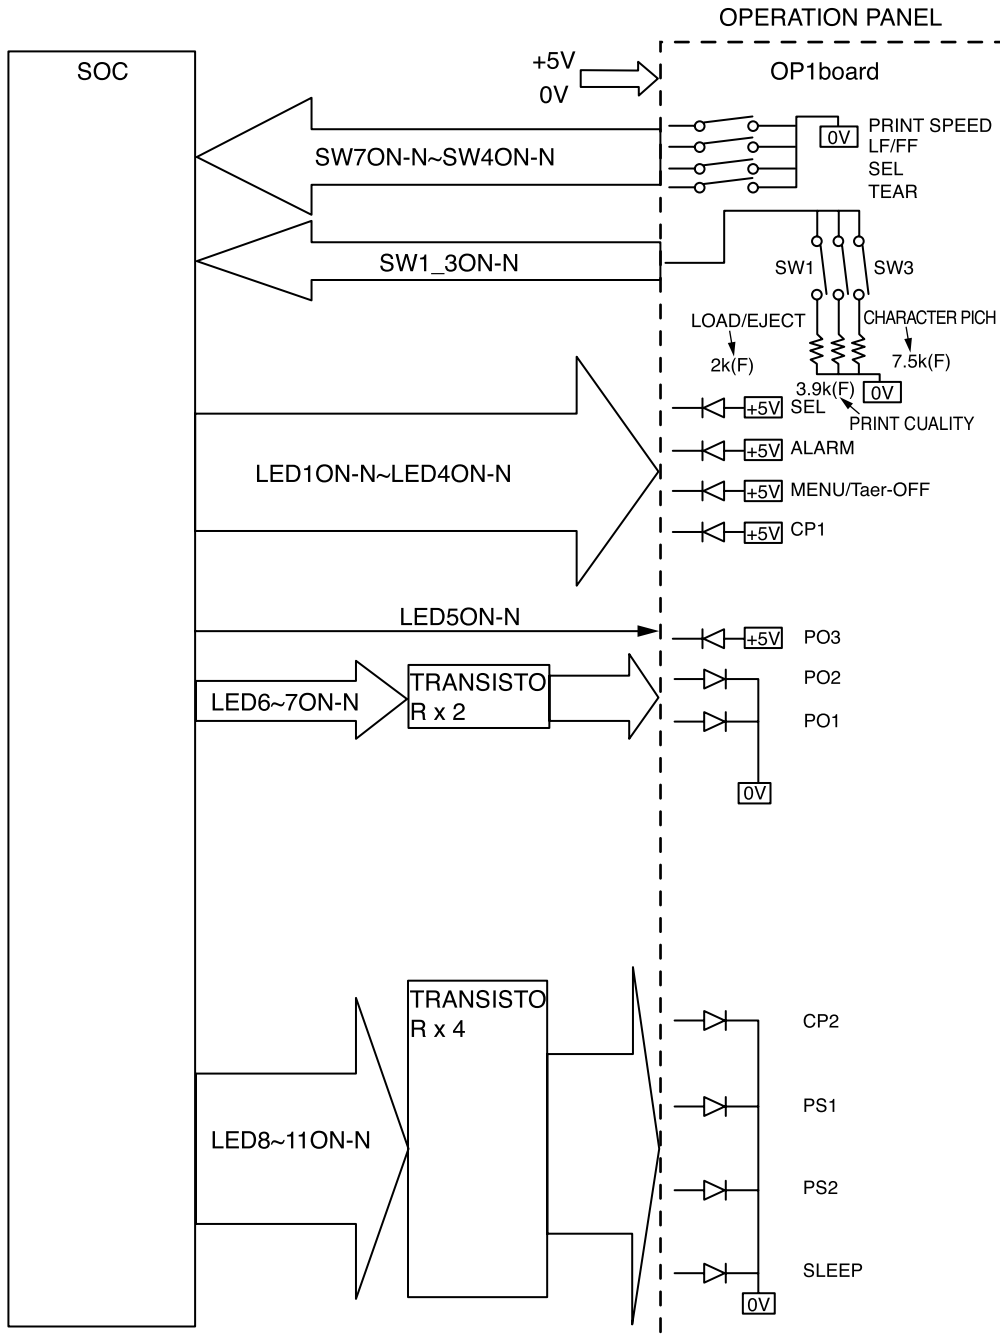 OPERATION PANEL
SOC
+5V
0V
OP1board
SW7ON-N~SW4ON-N
0V
PRINT SPEED
LF/FF
SEL
TEAR
SW1_3ON-N
SW1
SW3
LOAD/EJECT
CHARACTER PICH
2k(F)
7.5k(F)
3.9k(F)
0V
PRINT CUALITY
LED1ON-N~LED4ON-N
+5V
SEL
+5V
ALARM
+5V
MENU/Taer-OFF
+5V
CP1
LED5ON-N
+5V
PO3
LED6~7ON-N
TRANSISTO
R x 2
PO2
PO1
0V
TRANSISTO
R x 4
LED8~11ON-N
CP2
PS1
PS2
SLEEP
0V